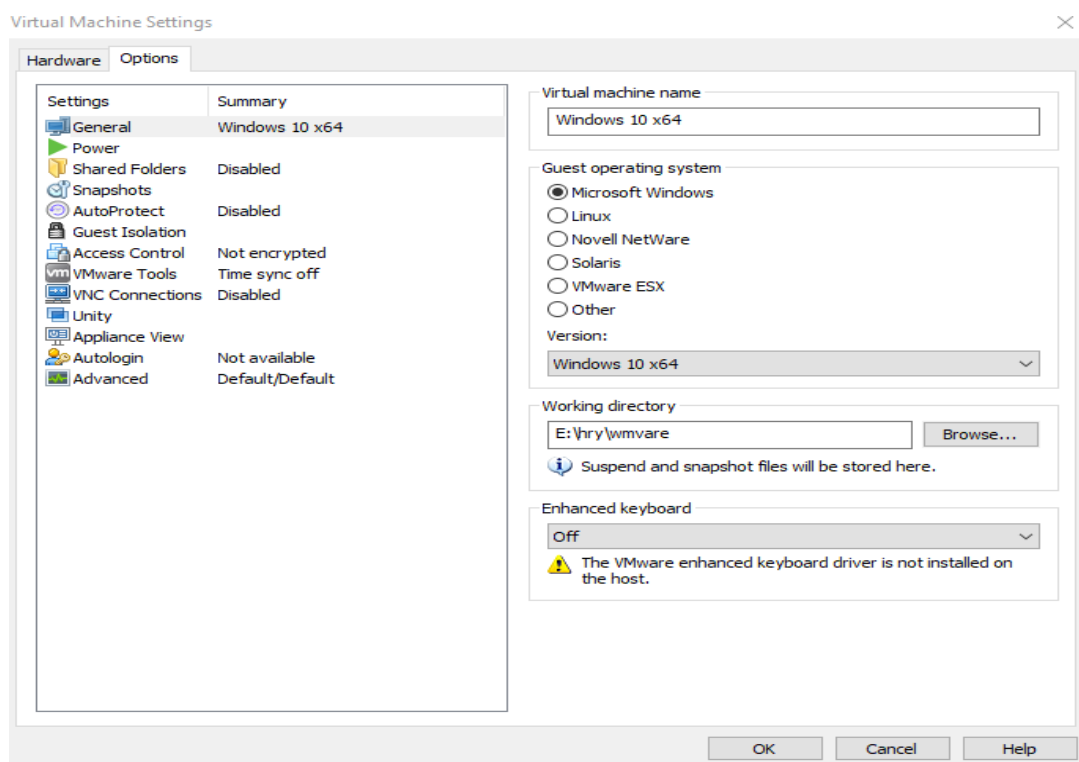 Virtual Machine Settings
Hardware Options
Settings Summary
General Windows 10 x64
Power
Shared Folders Disabled
Snapshots
AutoProtect Disabled
Guest Isolation
Access Control Not encrypted
vm VMware Tools Time sync off
VNC Connections Disabled
Unity
Appliance View
Autologin Not available
Advanced Default/Default
Virtual machine name
Windows 10 x64
Guest operating system
Microsoft Windows
Linux
Novell NetWare
Solaris
VMware ESX
Other
Version:
Windows 10 x64
Working directory
E:\hry\wmvare
Browse...
Suspend and snapshot files will be stored here.
Enhanced keyboard
Off
The VMware enhanced keyboard driver is not installed on
the host.
OK Cancel Help